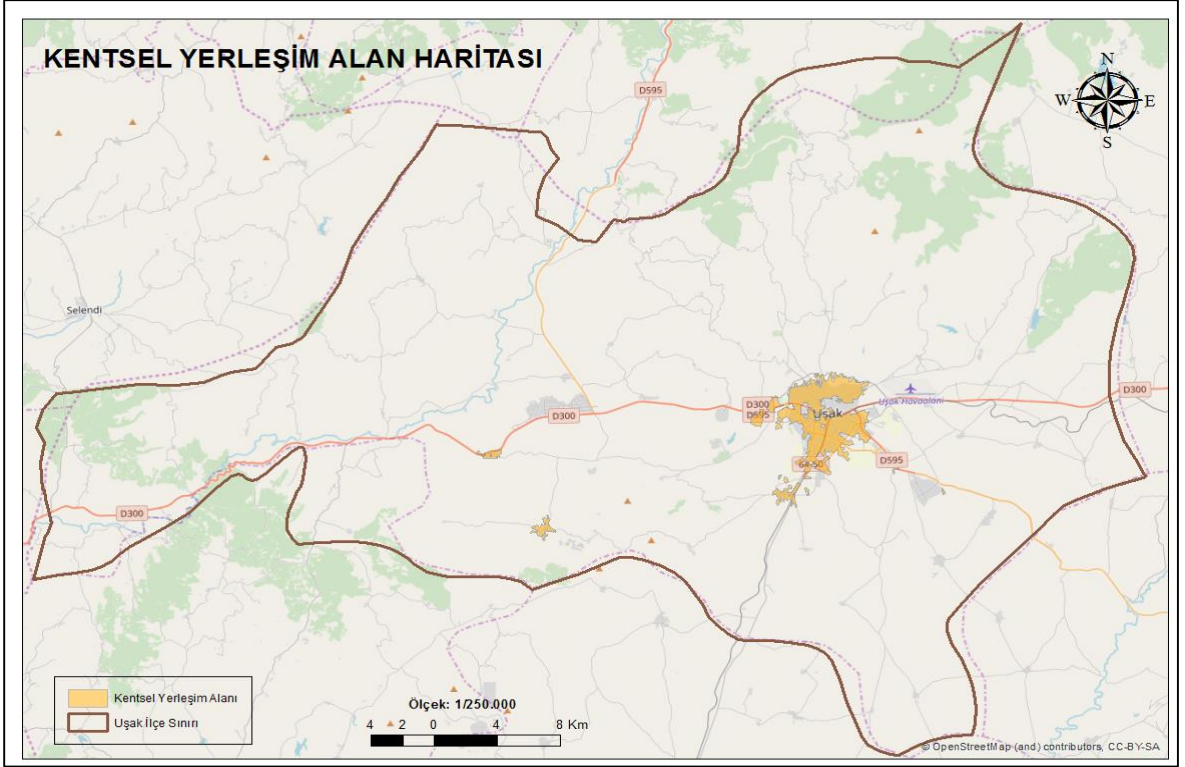 KENTSEL YERLEŞİM ALAN HARİTASI
N
W E
S
D595
Selendi
D300
D300
D300
D595
Uşak
Uşak Havaalanı
D300
64-50
D595
D300
Kentsel Yerleşim Alanı
Uşak İlçe Sınırı
Ölçek: 1/250.000
4 2 0 4 8 Km
© OpenStreetMap (and) contributors, CC-BY-SA